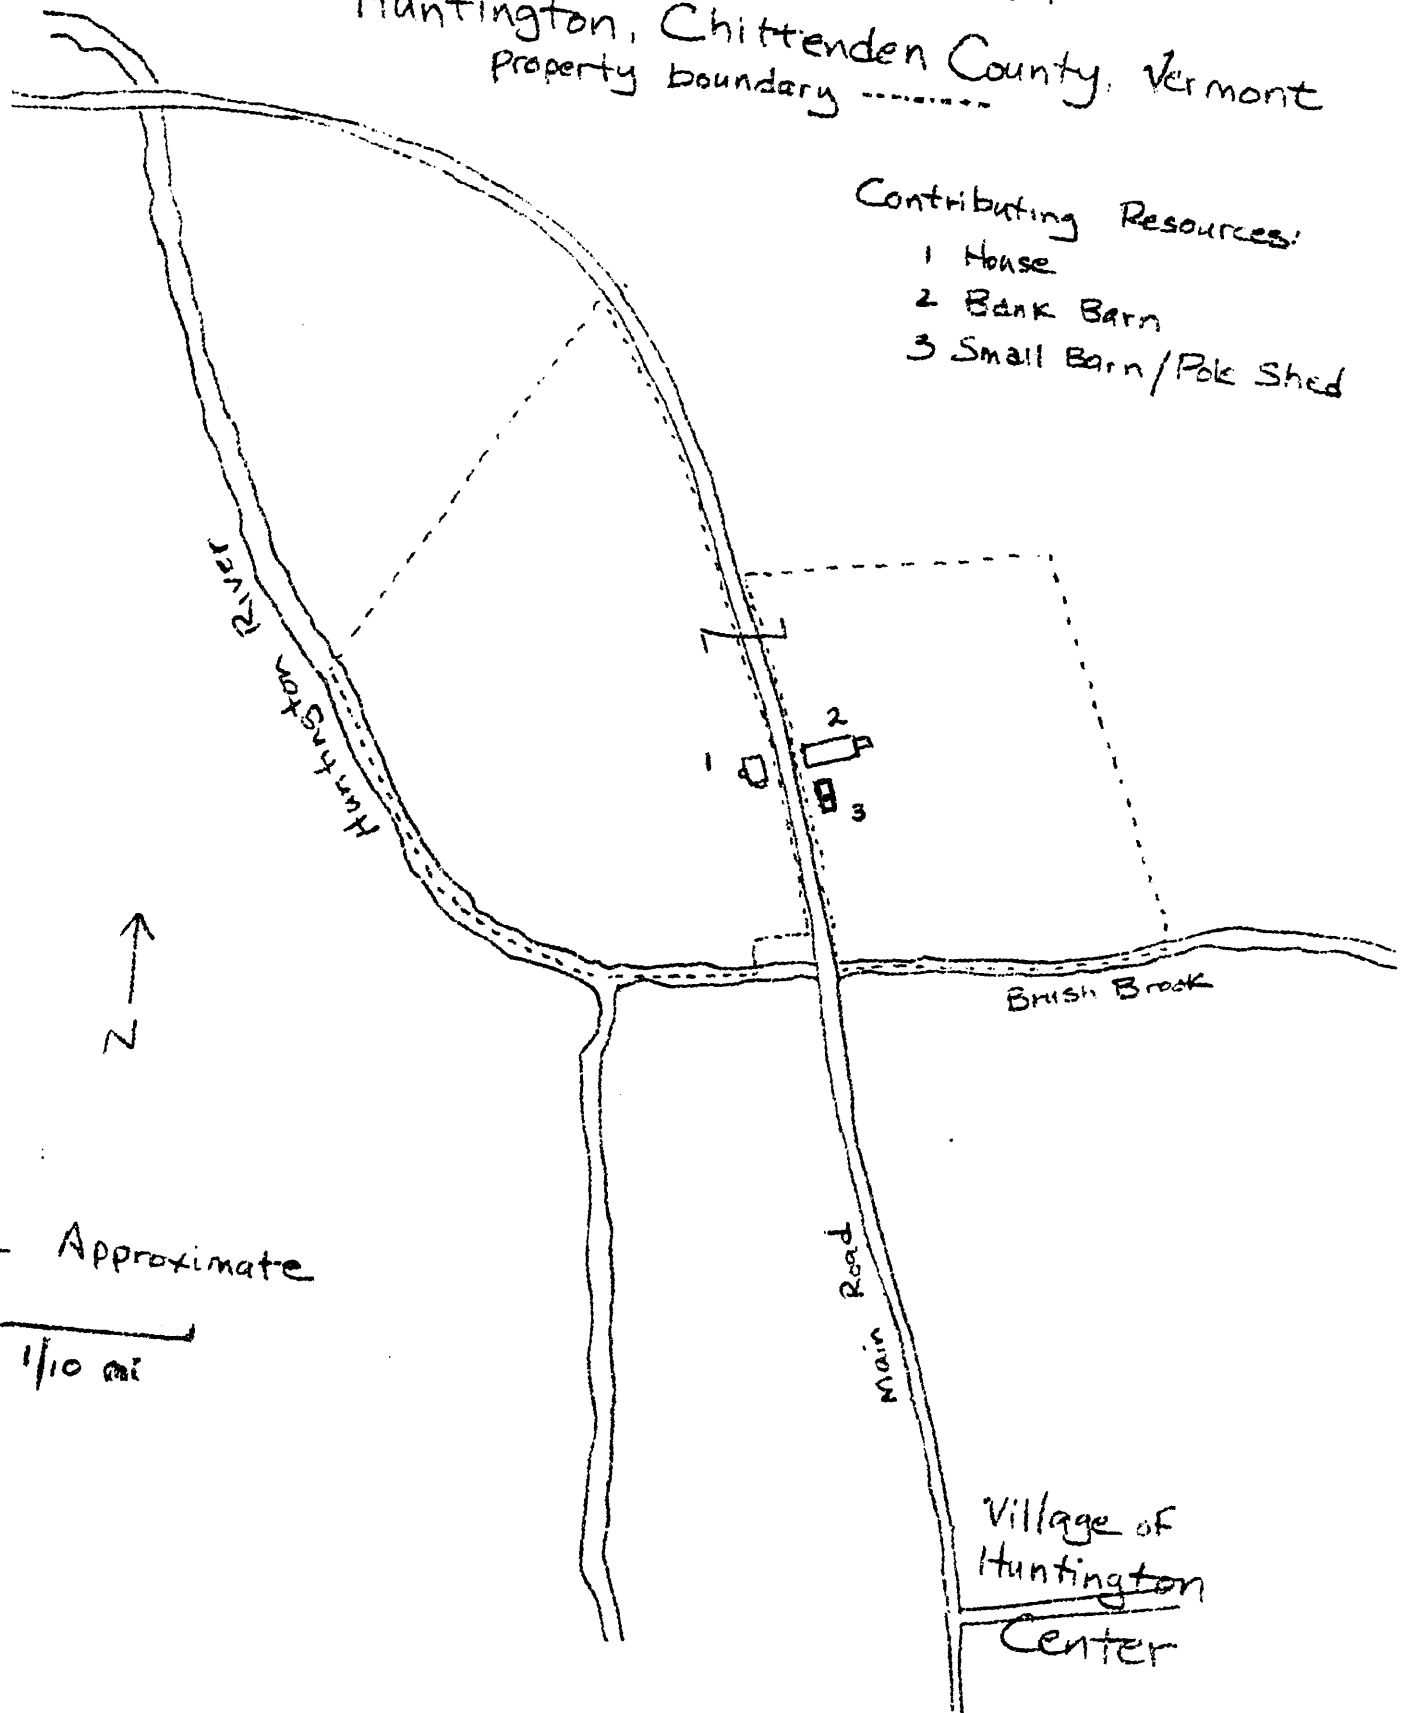 Huntington, Chittenden County, Vermont
Property boundary
Contributing Resources:
1 House
2 Bank Barn
3 Small Barn/Pole Shed
Huntington River
1
2
3
N
Brush Brook
Approximate
1/10 mi
Main Road
Village of
Huntington
Center